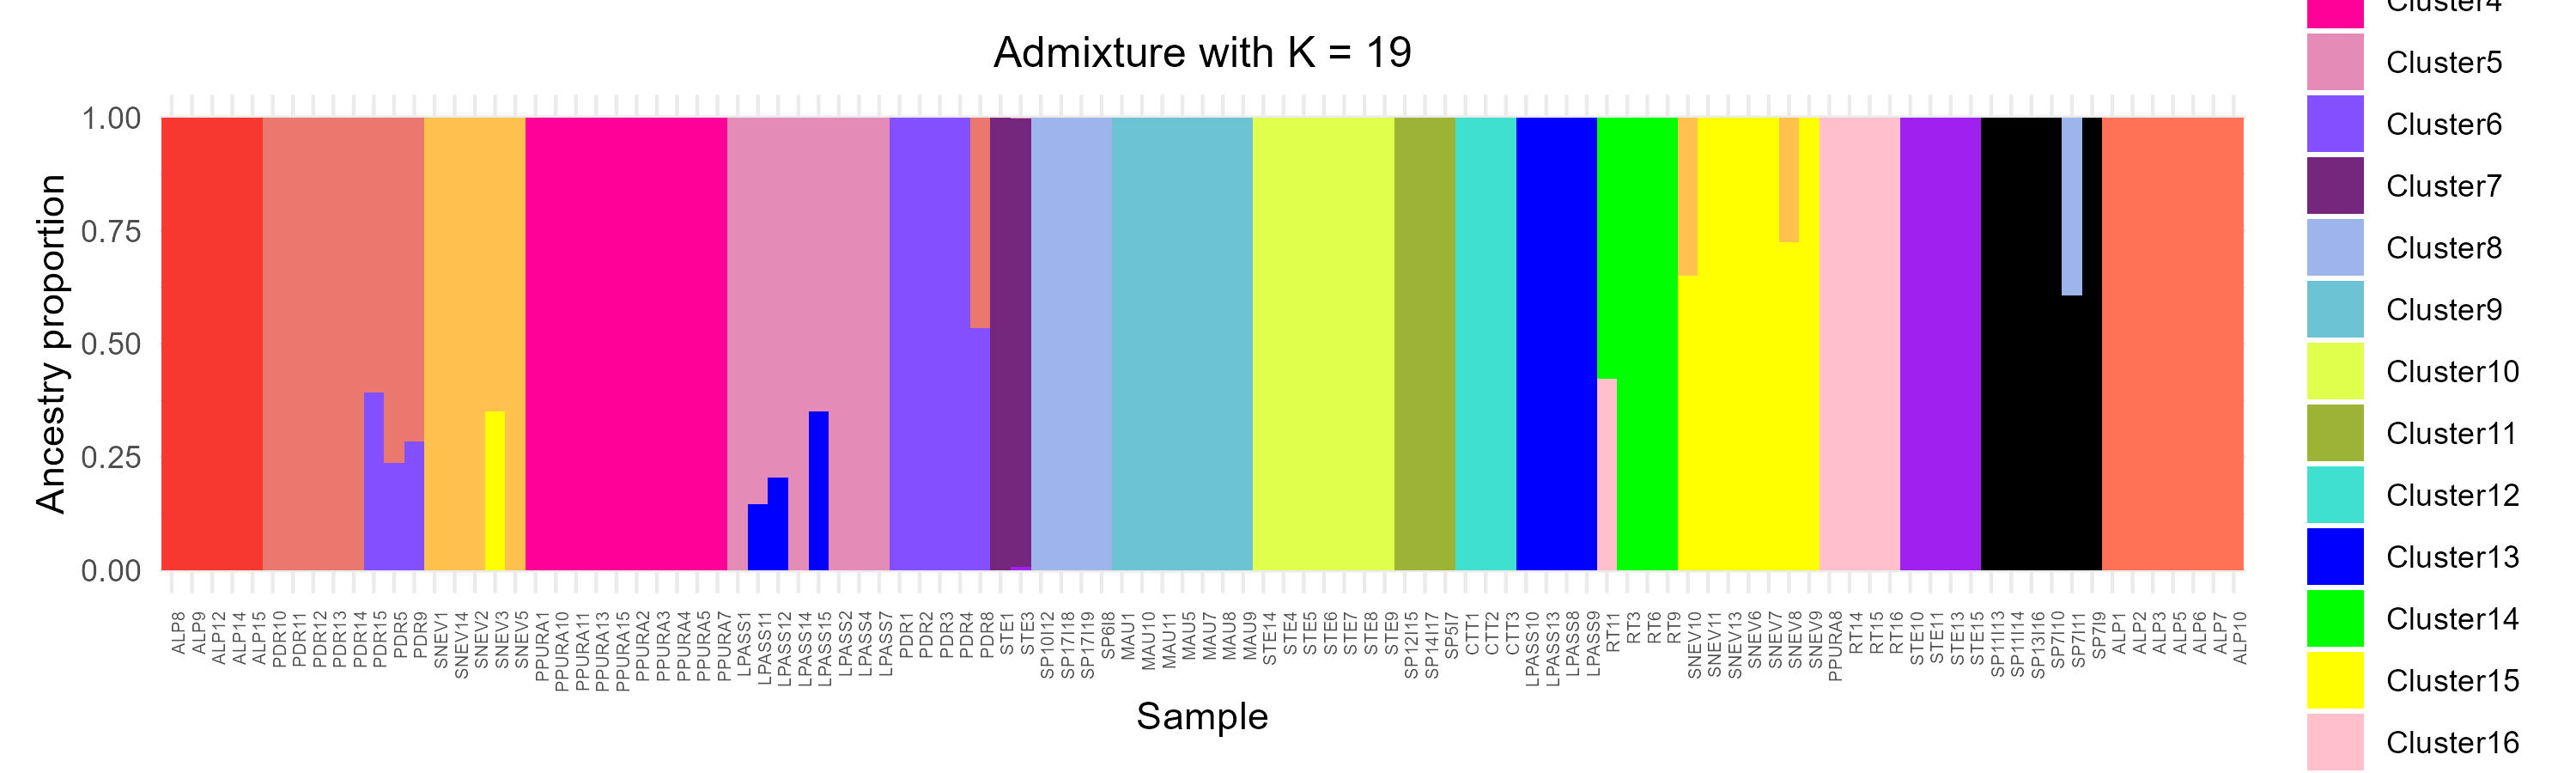 Admixture with K = 19
Ancestry proportion
1.00
0.75
0.50
0.25
0.00
ALP8
ALP9
ALP12
ALP14
ALP15
PDR10
PDR11
PDR12
PDR13
PDR14
PDR15
PDR5
PDR9
SNEV1
SNEV14
SNEV2
SNEV3
SNEV5
PPURA1
PPURA10
PPURA11
PPURA13
PPURA15
PPURA2
PPURA3
PPURA4
PPURA5
PPURA7
LPASS1
LPASS11
LPASS12
LPASS14
LPASS15
LPASS2
LPASS4
LPASS7
PDR1
PDR2
PDR3
PDR4
PDR8
STE1
STE3
SP10I12
SP17I18
SP17I19
SP6I8
MAU1
MAU10
MAU11
MAU5
MAU7
MAU8
MAU9
STE14
STE4
STE5
STE6
STE7
STE8
STE9
SP12I15
SP14I17
SP5I7
CTT1
CTT2
CTT3
LPASS10
LPASS13
LPASS8
LPASS9
RT11
RT3
RT6
RT9
SNEV10
SNEV11
SNEV13
SNEV6
SNEV7
SNEV8
SNEV9
PPURA8
RT14
RT15
RT16
STE10
STE11
STE13
STE15
SP1I13
SP1I14
SP13I16
SP7I10
SP7I11
SP7I9
ALP1
ALP2
ALP3
ALP5
ALP6
ALP7
ALP10
Sample
Cluster4
Cluster5
Cluster6
Cluster7
Cluster8
Cluster9
Cluster10
Cluster11
Cluster12
Cluster13
Cluster14
Cluster15
Cluster16